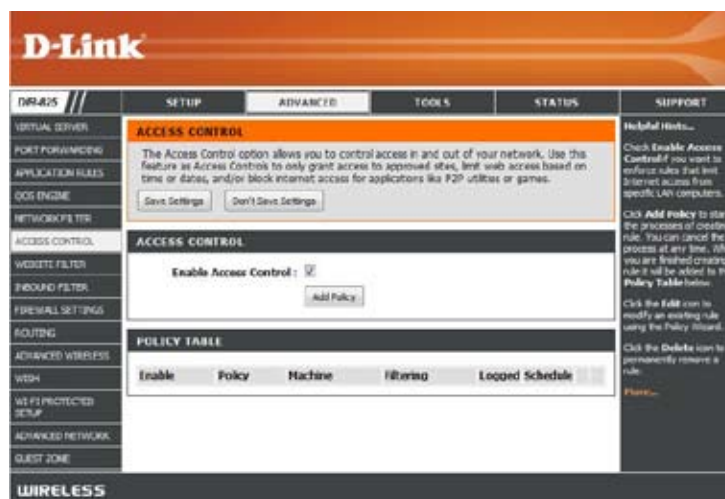 D-Link
DIR-825
SETUP
ADVANCED
TOOLS
STATUS
SUPPORT
VIRTUAL SERVER
PORT FORWARDING
APPLICATION RULES
QOS ENGINE
NETWORK FILTER
ACCESS CONTROL
WEBSITE FILTER
INBOUND FILTER
FIREWALL SETTINGS
ROUTING
ADVANCED WIRELESS
WISH
WI-FI PROTECTED
SETUP
ADVANCED NETWORK
GUEST ZONE
ACCESS CONTROL
The Access Control option allows you to control access in and out of your network. Use this
feature as Access Controls to only grant access to approved sites, limit web access based on
time or dates, and/or block internet access for applications like P2P utilities or games.
Save Settings
Don't Save Settings
ACCESS CONTROL
Enable Access Control :
Add Policy
POLICY TABLE
Enable
Policy
Machine
Filtering
Logged
Schedule
Helpful Hints...
Check Enable Access
Control if you want to
enforce rules that limit
Internet access from
specific LAN computers.
Click Add Policy to
the processes of
rule. You can cancel the
process at any time.
you are finished creating
rule it will be added to
Policy Table below.
Click the Edit icon to
modify an existing rule
using the Policy Wizard.
Click the Delete icon to
permanently remove a
rule.
More...
WIRELESS